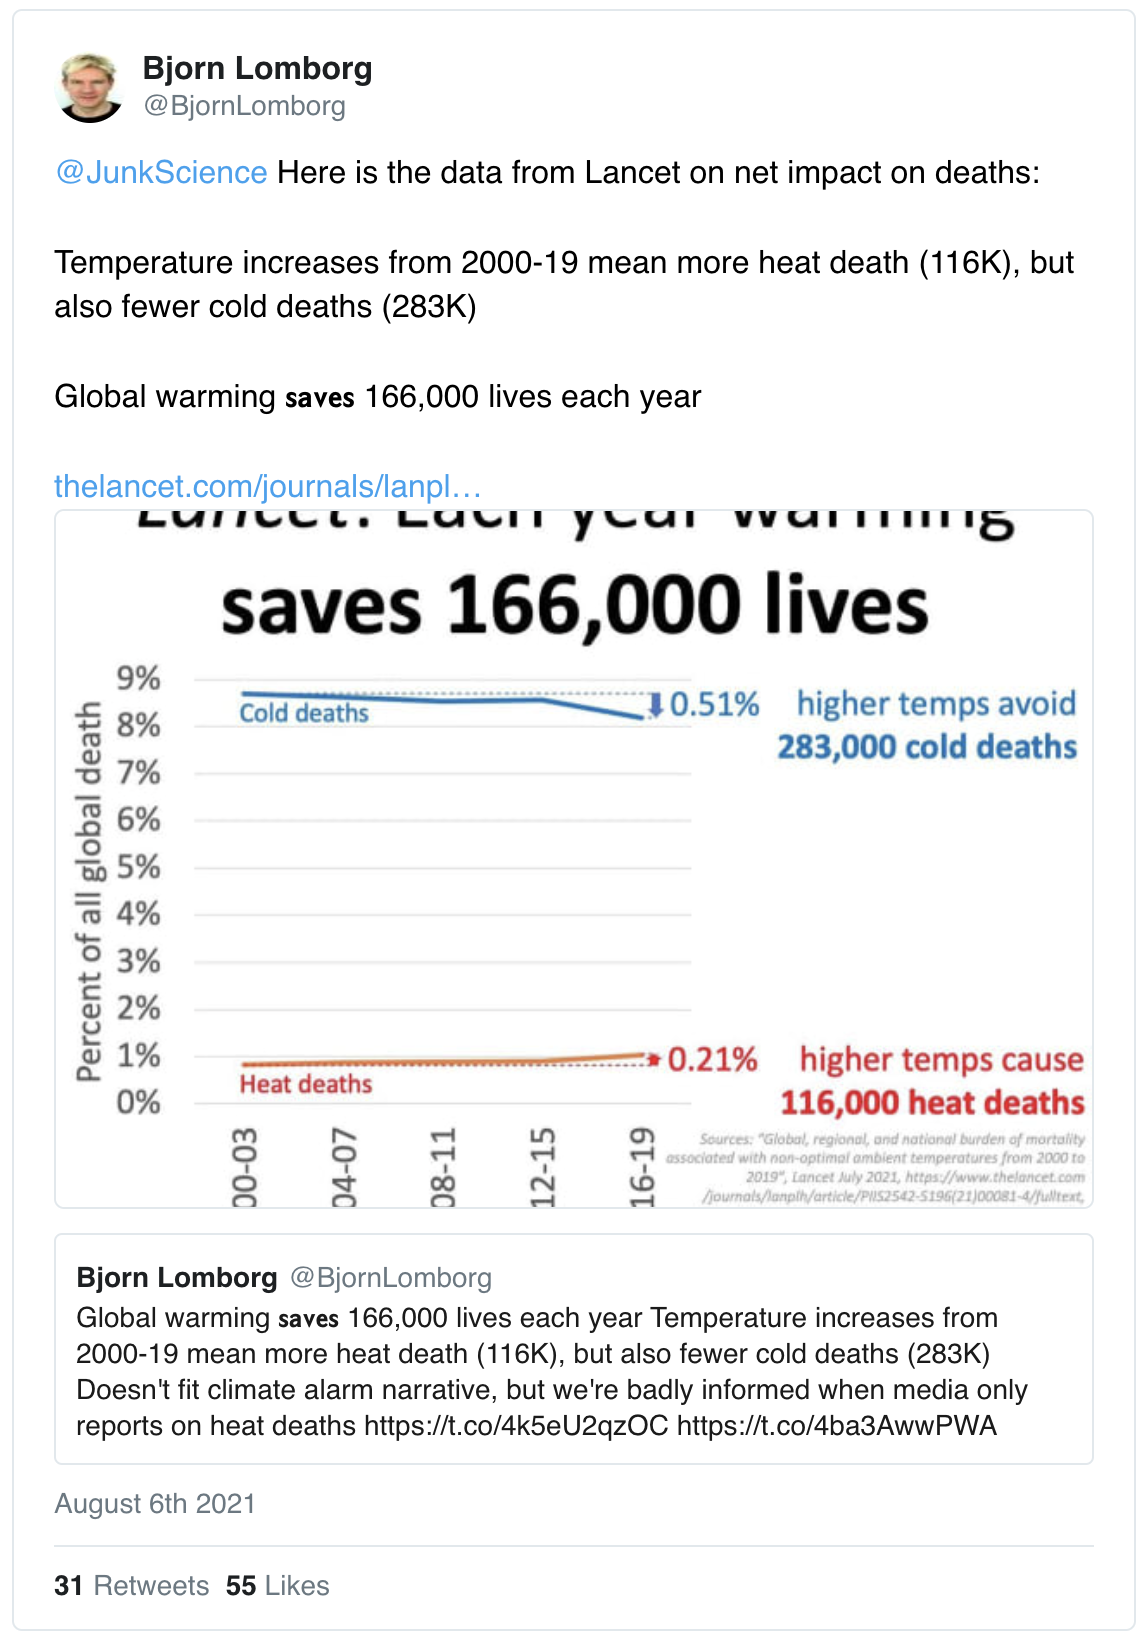 Bjorn Lomborg
@BjornLomborg
@JunkScience Here is the data from Lancet on net impact on deaths:
Temperature increases from 2000-19 mean more heat death (116K), but
also fewer cold deaths (283K)
Global warming saves 166,000 lives each year
thelancet.com/journals/lanpl…
Lancet: Each year warming
saves 166,000 lives
Percent of all global death
9%
8%
7%
6%
5%
4%
3%
2%
1%
0%
Cold deaths
0.51%
higher temps avoid
283,000 cold deaths
Heat deaths
0.21%
higher temps cause
116,000 heat deaths
00-03
04-07
08-11
12-15
16-19
Sources: "Global, regional, and national burden of mortality
associated with non-optimal ambient temperatures from 2000 to
2019", Lancet July 2021, https://www.thelancet.com
/journals/lanplh/article/PIIS2542-5196(21)00081-4/fulltext,
Bjorn Lomborg @BjornLomborg
Global warming saves 166,000 lives each year Temperature increases from
2000-19 mean more heat death (116K), but also fewer cold deaths (283K)
Doesn't fit climate alarm narrative, but we're badly informed when media only
reports on heat deaths https://t.co/4k5eU2qzOC https://t.co/4ba3AwwPWA
August 6th 2021
31 Retweets 55 Likes